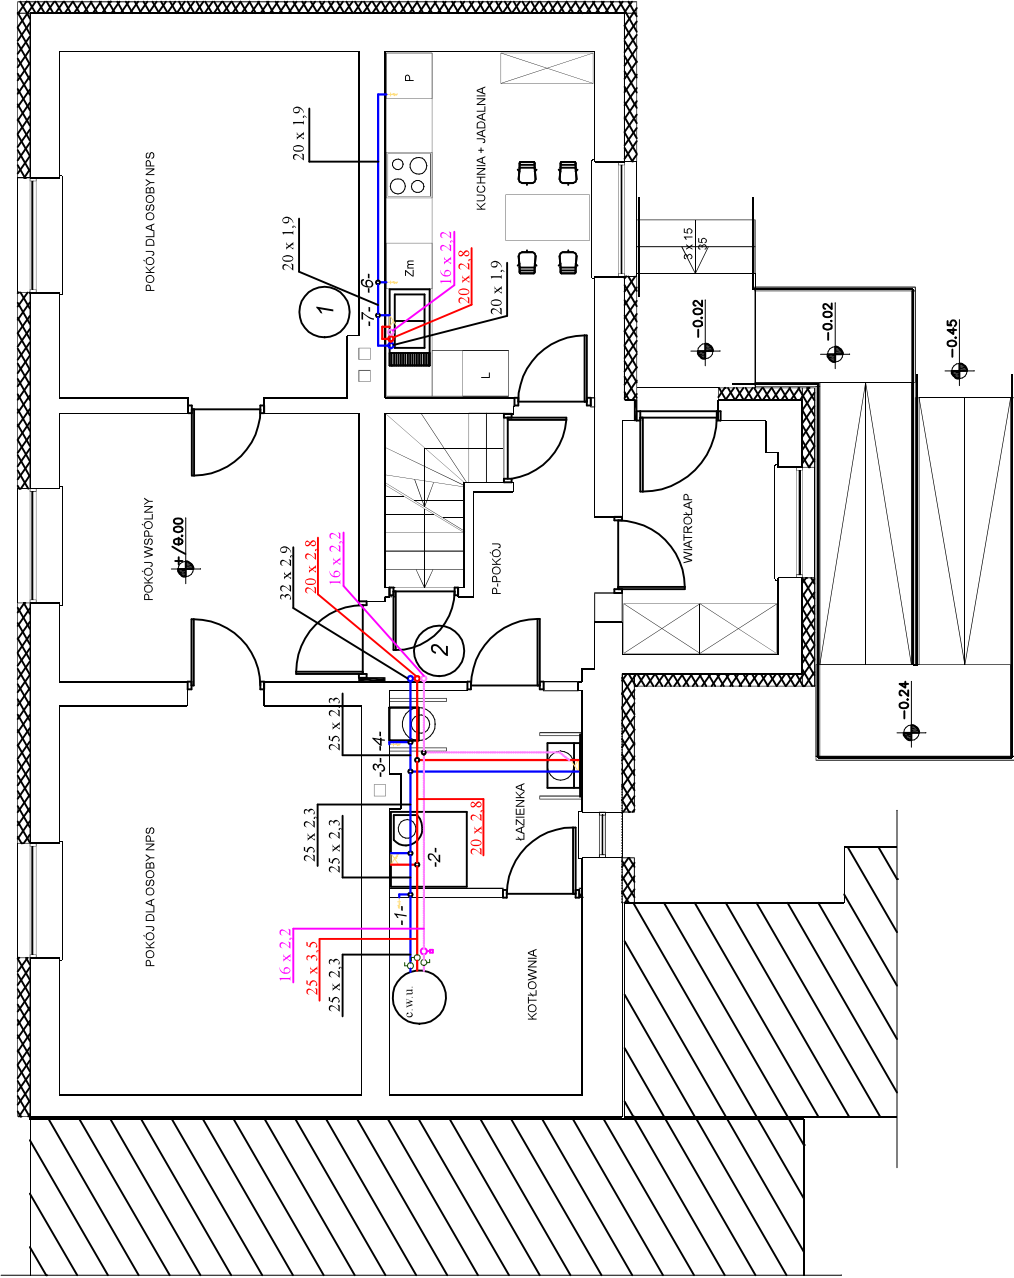 POKÓJ DLA OSOBY NPS
20 x 1,9
P
KUCHNIA + JADALNIA
20 x 1,9
-6-
-7-
1
Zm
16 x 2,2
20 x 2,8
20 x 1,9
L
3 x 15
35
-0.02
-0.02
-0.45
POKÓJ WSPÓLNY
+/0.00
32 x 2,9
20 x 2,8
16 x 2,2
P-POKÓJ
WIATROŁAP
2
-0.24
25 x 2,3
-4-
-3-
25 x 2,3
25 x 2,3
-2-
20 x 2,8
ŁAZIENKA
POKÓJ DLA OSOBY NPS
-1-
16 x 2,2
25 x 3,5
25 x 2,3
c.w.u.
KOTŁOWNIA